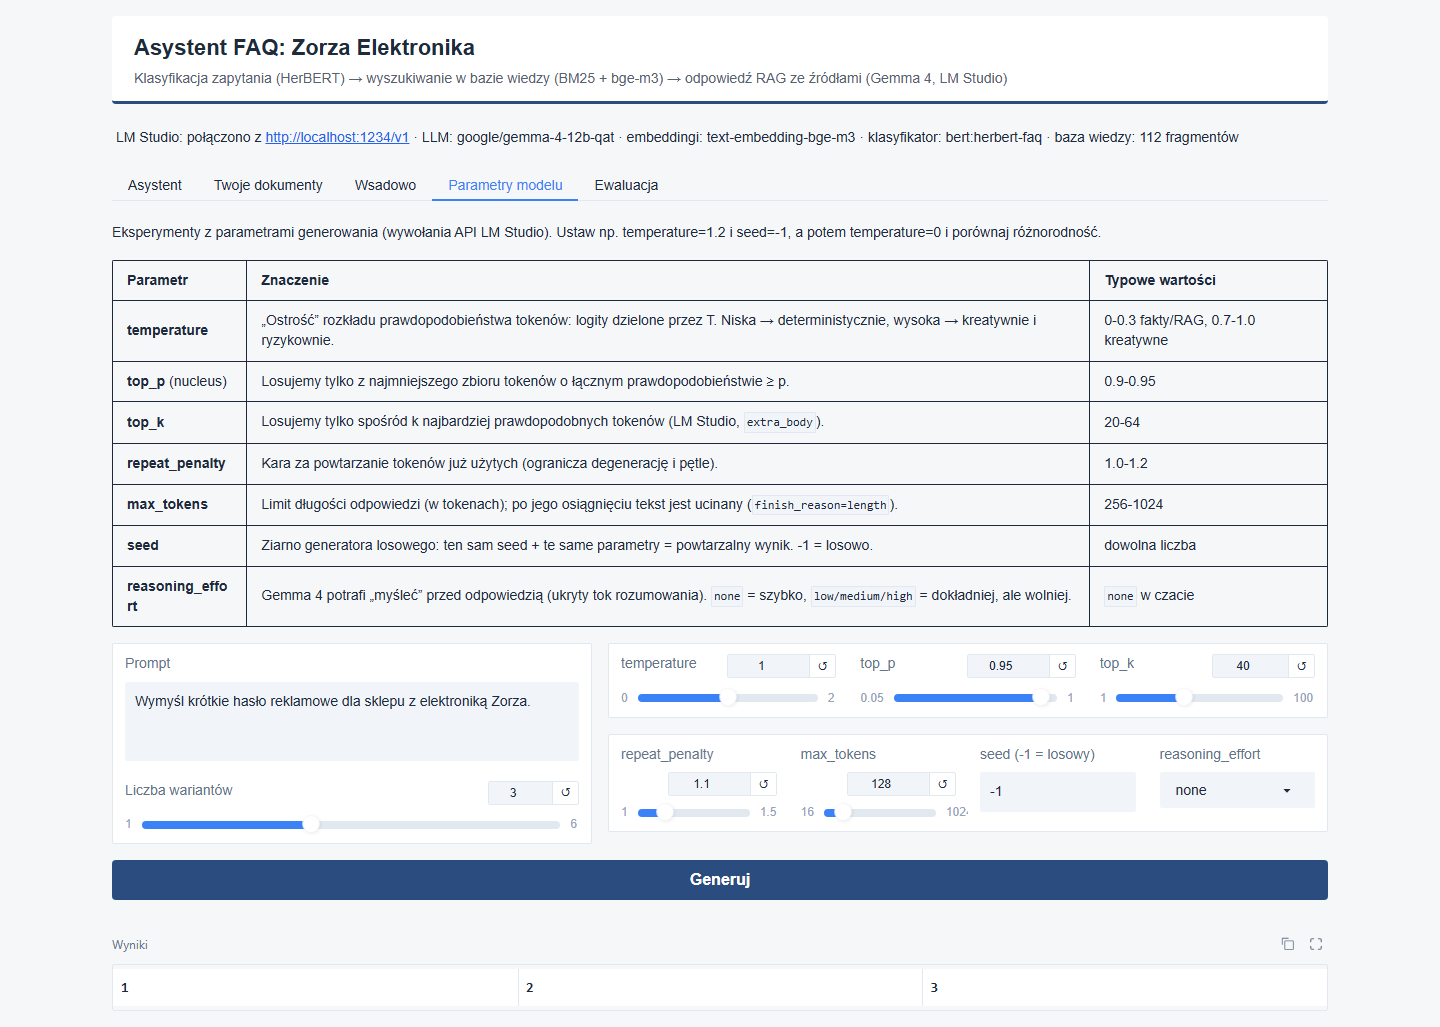 Asystent FAQ: Zorza Elektronika
Klasyfikacja zapytania (HerBERT) → wyszukiwanie w bazie wiedzy (BM25 + bge-m3) → odpowiedź RAG ze źródłami (Gemma 4, LM Studio)
LM Studio: połączono z http://localhost:1234/v1 · LLM: google/gemma-4-12b-qat · embeddingi: text-embedding-bge-m3 · klasyfikator: bert:herbert-faq · baza wiedzy: 112 fragmentów
Asystent Twoje dokumenty Wsadowo Parametry modelu Ewaluacja
Eksperymenty z parametrami generowania (wywołania API LM Studio). Ustaw np. temperature=1.2 i seed=-1, a potem temperature=0 i porównaj różnorodność.
Parametr Znaczenie Typowe wartości
temperature
„Ostrość” rozkładu prawdopodobieństwa tokenów: logity dzielone przez T. Niska → deterministycznie, wysoka → kreatywnie i
ryzykownie.
0-0.3 fakty/RAG, 0.7-1.0
kreatywne
top_p (nucleus) Losujemy tylko z najmniejszego zbioru tokenów o łącznym prawdopodobieństwie ≥ p. 0.9-0.95
top_k Losujemy tylko spośród k najbardziej prawdopodobnych tokenów (LM Studio, extra_body). 20-64
repeat_penalty Kara za powtarzanie tokenów już użytych (ogranicza degenerację i pętle). 1.0-1.2
max_tokens Limit długości odpowiedzi (w tokenach); po jego osiągnięciu tekst jest ucinany (finish_reason=length). 256-1024
seed Ziarno generatora losowego: ten sam seed + te same parametry = powtarzalny wynik. -1 = losowo. dowolna liczba
reasoning_effo
rt
Gemma 4 potrafi „myśleć” przed odpowiedzią (ukryty tok rozumowania). none = szybko, low/medium/high = dokładniej, ale wolniej.
none w czacie
Prompt
Wymyśl krótkie hasło reklamowe dla sklepu z elektroniką Zorza.
Liczba wariantów 3
1 6
temperature 1 top_p 0.95 top_k 40
0 2 0.05 1 1 100
repeat_penalty max_tokens seed (-1 = losowy) reasoning_effort
1.1 128 -1 none
1 1.5 16 102
Generuj
Wyniki
1 2 3